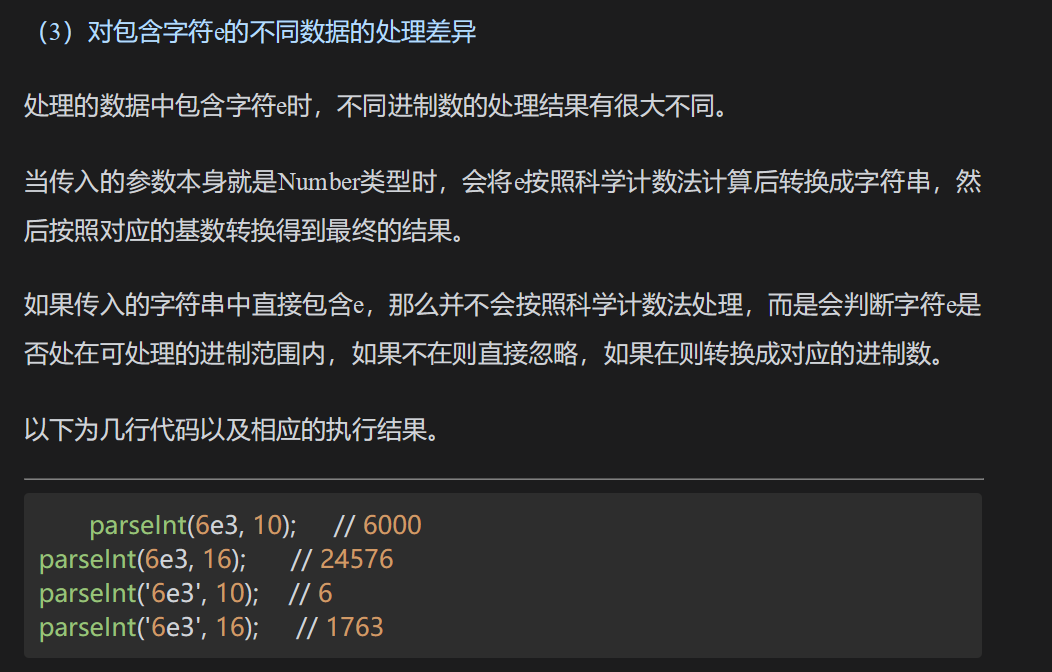 （3）对包含字符e的不同数据的处理差异
处理的数据中包含字符e时，不同进制数的处理结果有很大不同。
当传入的参数本身就是Number类型时，会将e按照科学计数法计算后转换成字符串，然
后按照对应的基数转换得到最终的结果。
如果传入的字符串中直接包含e，那么并不会按照科学计数法处理，而是会判断字符e是
否处在可处理的进制范围内，如果不在则直接忽略，如果在则转换成对应的进制数。
以下为几行代码以及相应的执行结果。
parseInt(6e3, 10); // 6000
parseInt(6e3, 16); // 24576
parseInt('6e3', 10); // 6
parseInt('6e3', 16); // 1763